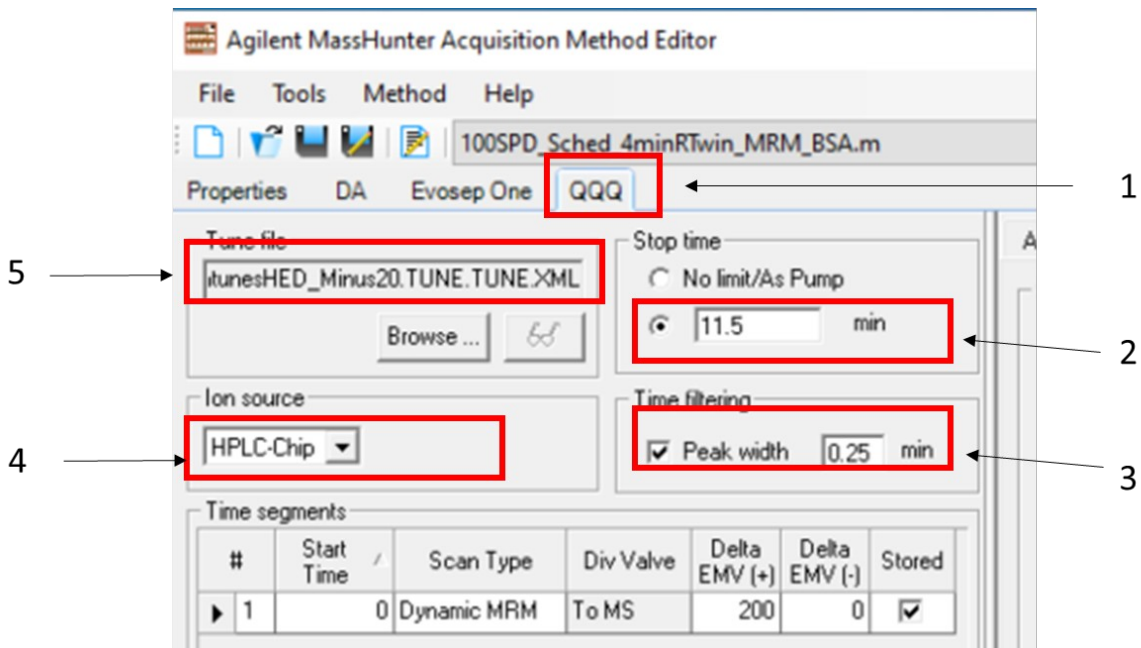 Agilent MassHunter Acquisition Method Editor
File Tools Method Help
100SPD_Sched_4minRTwin_MRM_BSA.m
Properties DA Evosep One QQQ
1
Tune file
Stop time
5
itunesHED_Minus20.TUNE.TUNE.XML
No limit/As Pump
Browse ...
11.5 min
2
Ion source
Time filtering
4
HPLC-Chip
Peak width 0.25 min
3
Time segments
# Start Time Scan Type Div Valve Delta EMV (+) Delta EMV (-) Stored
1 0 Dynamic MRM To MS 200 0